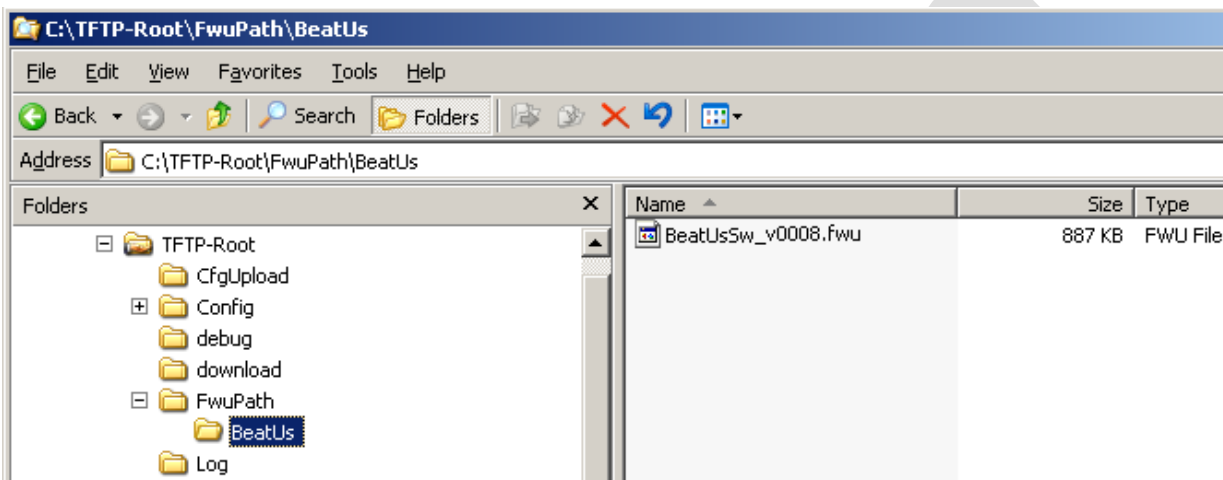 C:\TFTP-Root\FwuPath\BeatUs
File Edit View Favorites Tools Help
Back Search Folders
Address C:\TFTP-Root\FwuPath\BeatUs
Folders x Name Size Type
TFTP-Root BeatUsSw_v0008.fwu 887 KB FWU File
CfgUpload
Config
debug
download
FwuPath
BeatUs
Log